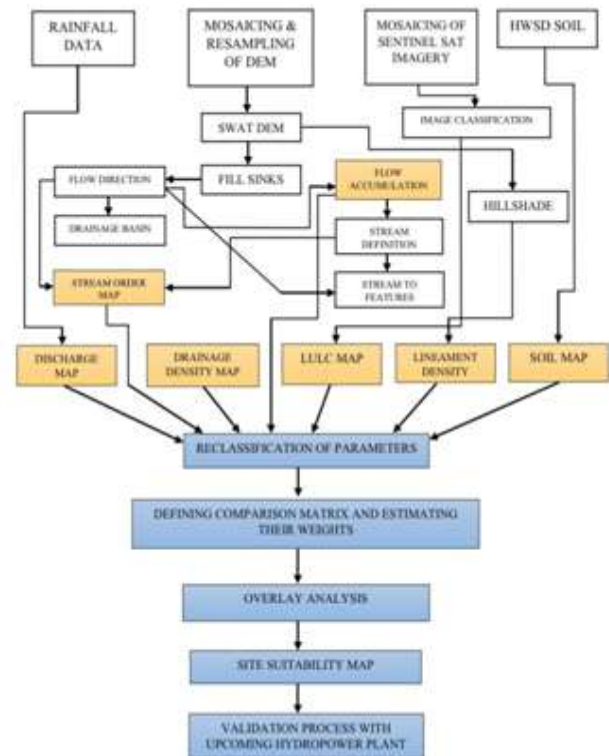 RAINFALL
DATA
MOSAICING &
RESAMPLING
OF DEM
MOSAICING OF
SENTINEL SAT
IMAGERY
HWSD SOIL
SWAT DEM
IMAGE CLASSIFICATION
FLOW DIRECTION
FILL SINKS
FLOW
ACCUMULATION
HILLSHADE
DRAINAGE BASIN
STREAM
DEFINITION
STREAM ORDER
MAP
STREAM TO
FEATURES
DISCHARGE
MAP
DRAINAGE
DENSITY MAP
LULC MAP
LINEAMENT
DENSITY
SOIL MAP
RECLASSIFICATION OF PARAMETERS
DEFINING COMPARISON MATRIX AND ESTIMATING
THEIR WEIGHTS
OVERLAY ANALYSIS
SITE SUITABILITY MAP
VALIDATION PROCESS WITH
UPCOMING HYDROPOWER PLANT